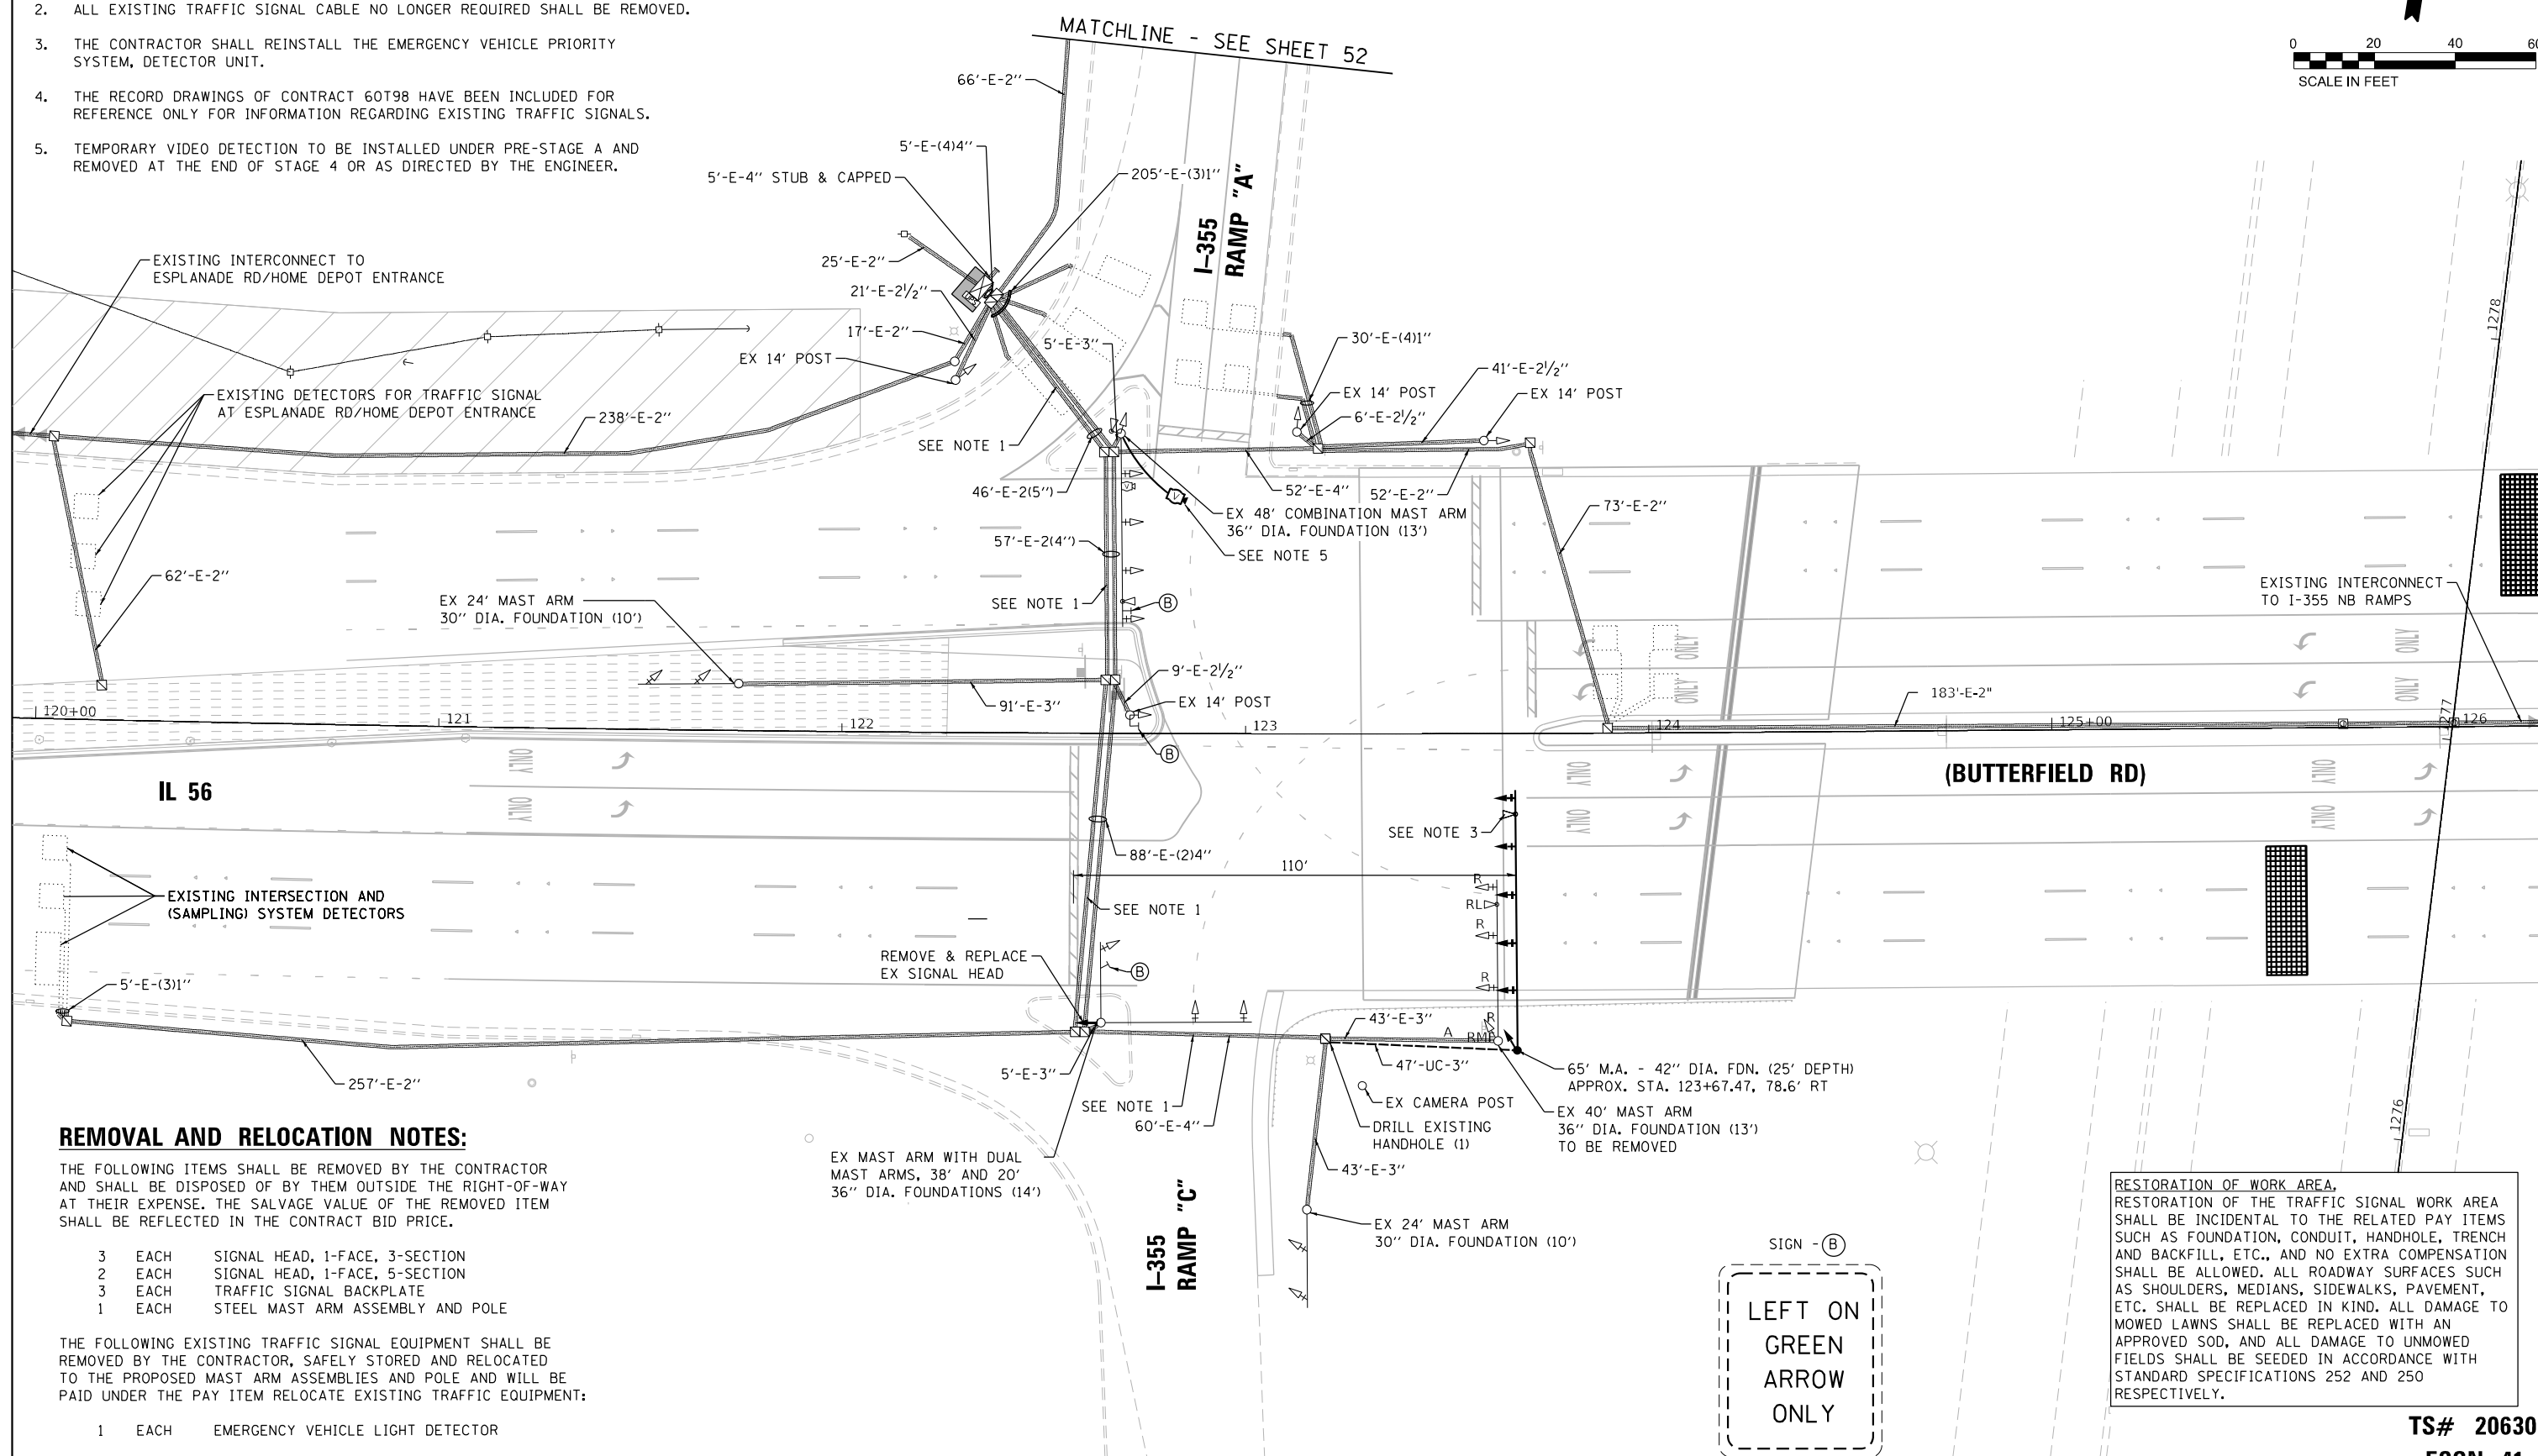 2. ALL EXISTING TRAFFIC SIGNAL CABLE NO LONGER REQUIRED SHALL BE REMOVED.
3. THE CONTRACTOR SHALL REINSTALL THE EMERGENCY VEHICLE PRIORITY
SYSTEM, DETECTOR UNIT.
4. THE RECORD DRAWINGS OF CONTRACT 60T98 HAVE BEEN INCLUDED FOR
REFERENCE ONLY FOR INFORMATION REGARDING EXISTING TRAFFIC SIGNALS.
5. TEMPORARY VIDEO DETECTION TO BE INSTALLED UNDER PRE-STAGE A AND
REMOVED AT THE END OF STAGE 4 OR AS DIRECTED BY THE ENGINEER.
MATCHLINE - SEE SHEET 52
0 20 40 60
SCALE IN FEET
66'-E-2''
5'-E-(4)4''
5'-E-4'' STUB & CAPPED
205'-E-(3)1''
I-355
RAMP "A"
25'-E-2''
21'-E-2½''
17'-E-2''
EX 14' POST
5'-E-3''
EXISTING INTERCONNECT TO
ESPLANADE RD/HOME DEPOT ENTRANCE
EXISTING DETECTORS FOR TRAFFIC SIGNAL
AT ESPLANADE RD/HOME DEPOT ENTRANCE
238'-E-2''
SEE NOTE 1
46'-E-2(5'')
30'-E-(4)1''
EX 14' POST
6'-E-2½''
41'-E-2½''
EX 14' POST
52'-E-4''
52'-E-2''
EX 48' COMBINATION MAST ARM
36'' DIA. FOUNDATION (13')
V
V
SEE NOTE 5
73'-E-2''
1278
57'-E-2(4'')
62'-E-2''
EX 24' MAST ARM
30'' DIA. FOUNDATION (10')
SEE NOTE 1
B
EXISTING INTERCONNECT
TO I-355 NB RAMPS
ONLY
ONLY
ONLY
ONLY
9'-E-2½''
EX 14' POST
91'-E-3''
B
183'-E-2"
120+00
121
122
123
124
125+00
126
1277
IL 56
(BUTTERFIELD RD)
ONLY
ONLY
ONLY
ONLY
ONLY
ONLY
SEE NOTE 3
88'-E-(2)4''
110'
EXISTING INTERSECTION AND
(SAMPLING) SYSTEM DETECTORS
SEE NOTE 1
R
RL
R
R
R
REMOVE & REPLACE
EX SIGNAL HEAD
B
5'-E-(3)1''
257'-E-2''
5'-E-3''
43'-E-3''
A
47'-UC-3''
65' M.A. - 42'' DIA. FDN. (25' DEPTH)
APPROX. STA. 123+67.47, 78.6' RT
SEE NOTE 1
60'-E-4''
EX CAMERA POST
DRILL EXISTING
HANDHOLE (1)
EX 40' MAST ARM
36'' DIA. FOUNDATION (13')
TO BE REMOVED
1276
EX MAST ARM WITH DUAL
MAST ARMS, 38' AND 20'
36'' DIA. FOUNDATIONS (14')
43'-E-3''
EX 24' MAST ARM
30'' DIA. FOUNDATION (10')
I-355
RAMP "C"
REMOVAL AND RELOCATION NOTES:
THE FOLLOWING ITEMS SHALL BE REMOVED BY THE CONTRACTOR
AND SHALL BE DISPOSED OF BY THEM OUTSIDE THE RIGHT-OF-WAY
AT THEIR EXPENSE. THE SALVAGE VALUE OF THE REMOVED ITEM
SHALL BE REFLECTED IN THE CONTRACT BID PRICE.
3 EACH SIGNAL HEAD, 1-FACE, 3-SECTION
2 EACH SIGNAL HEAD, 1-FACE, 5-SECTION
3 EACH TRAFFIC SIGNAL BACKPLATE
1 EACH STEEL MAST ARM ASSEMBLY AND POLE
THE FOLLOWING EXISTING TRAFFIC SIGNAL EQUIPMENT SHALL BE
REMOVED BY THE CONTRACTOR, SAFELY STORED AND RELOCATED
TO THE PROPOSED MAST ARM ASSEMBLIES AND POLE AND WILL BE
PAID UNDER THE PAY ITEM RELOCATE EXISTING TRAFFIC EQUIPMENT:
1 EACH EMERGENCY VEHICLE LIGHT DETECTOR
SIGN - B
LEFT ON
GREEN
ARROW
ONLY
RESTORATION OF WORK AREA.
RESTORATION OF THE TRAFFIC SIGNAL WORK AREA
SHALL BE INCIDENTAL TO THE RELATED PAY ITEMS
SUCH AS FOUNDATION, CONDUIT, HANDHOLE, TRENCH
AND BACKFILL, ETC., AND NO EXTRA COMPENSATION
SHALL BE ALLOWED. ALL ROADWAY SURFACES SUCH
AS SHOULDERS, MEDIANS, SIDEWALKS, PAVEMENT,
ETC. SHALL BE REPLACED IN KIND. ALL DAMAGE TO
MOWED LAWNS SHALL BE REPLACED WITH AN
APPROVED SOD, AND ALL DAMAGE TO UNMOWED
FIELDS SHALL BE SEEDED IN ACCORDANCE WITH
STANDARD SPECIFICATIONS 252 AND 250
RESPECTIVELY.
TS# 20630